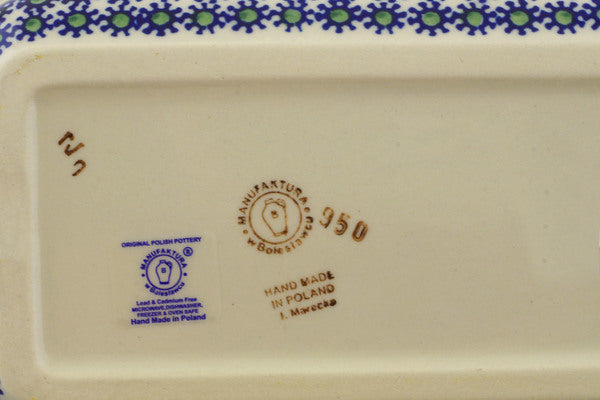 MANUFAKTURA
w Bolesławcu
950
HAND MADE
IN POLAND
ORIGINAL POLISH POTTERY
MANUFAKTURA
w Bolesławcu
Lead & Cadmium Free
MICROWAVE, DISHWASHER,
FREEZER & OVEN SAFE
Hand Made in Poland